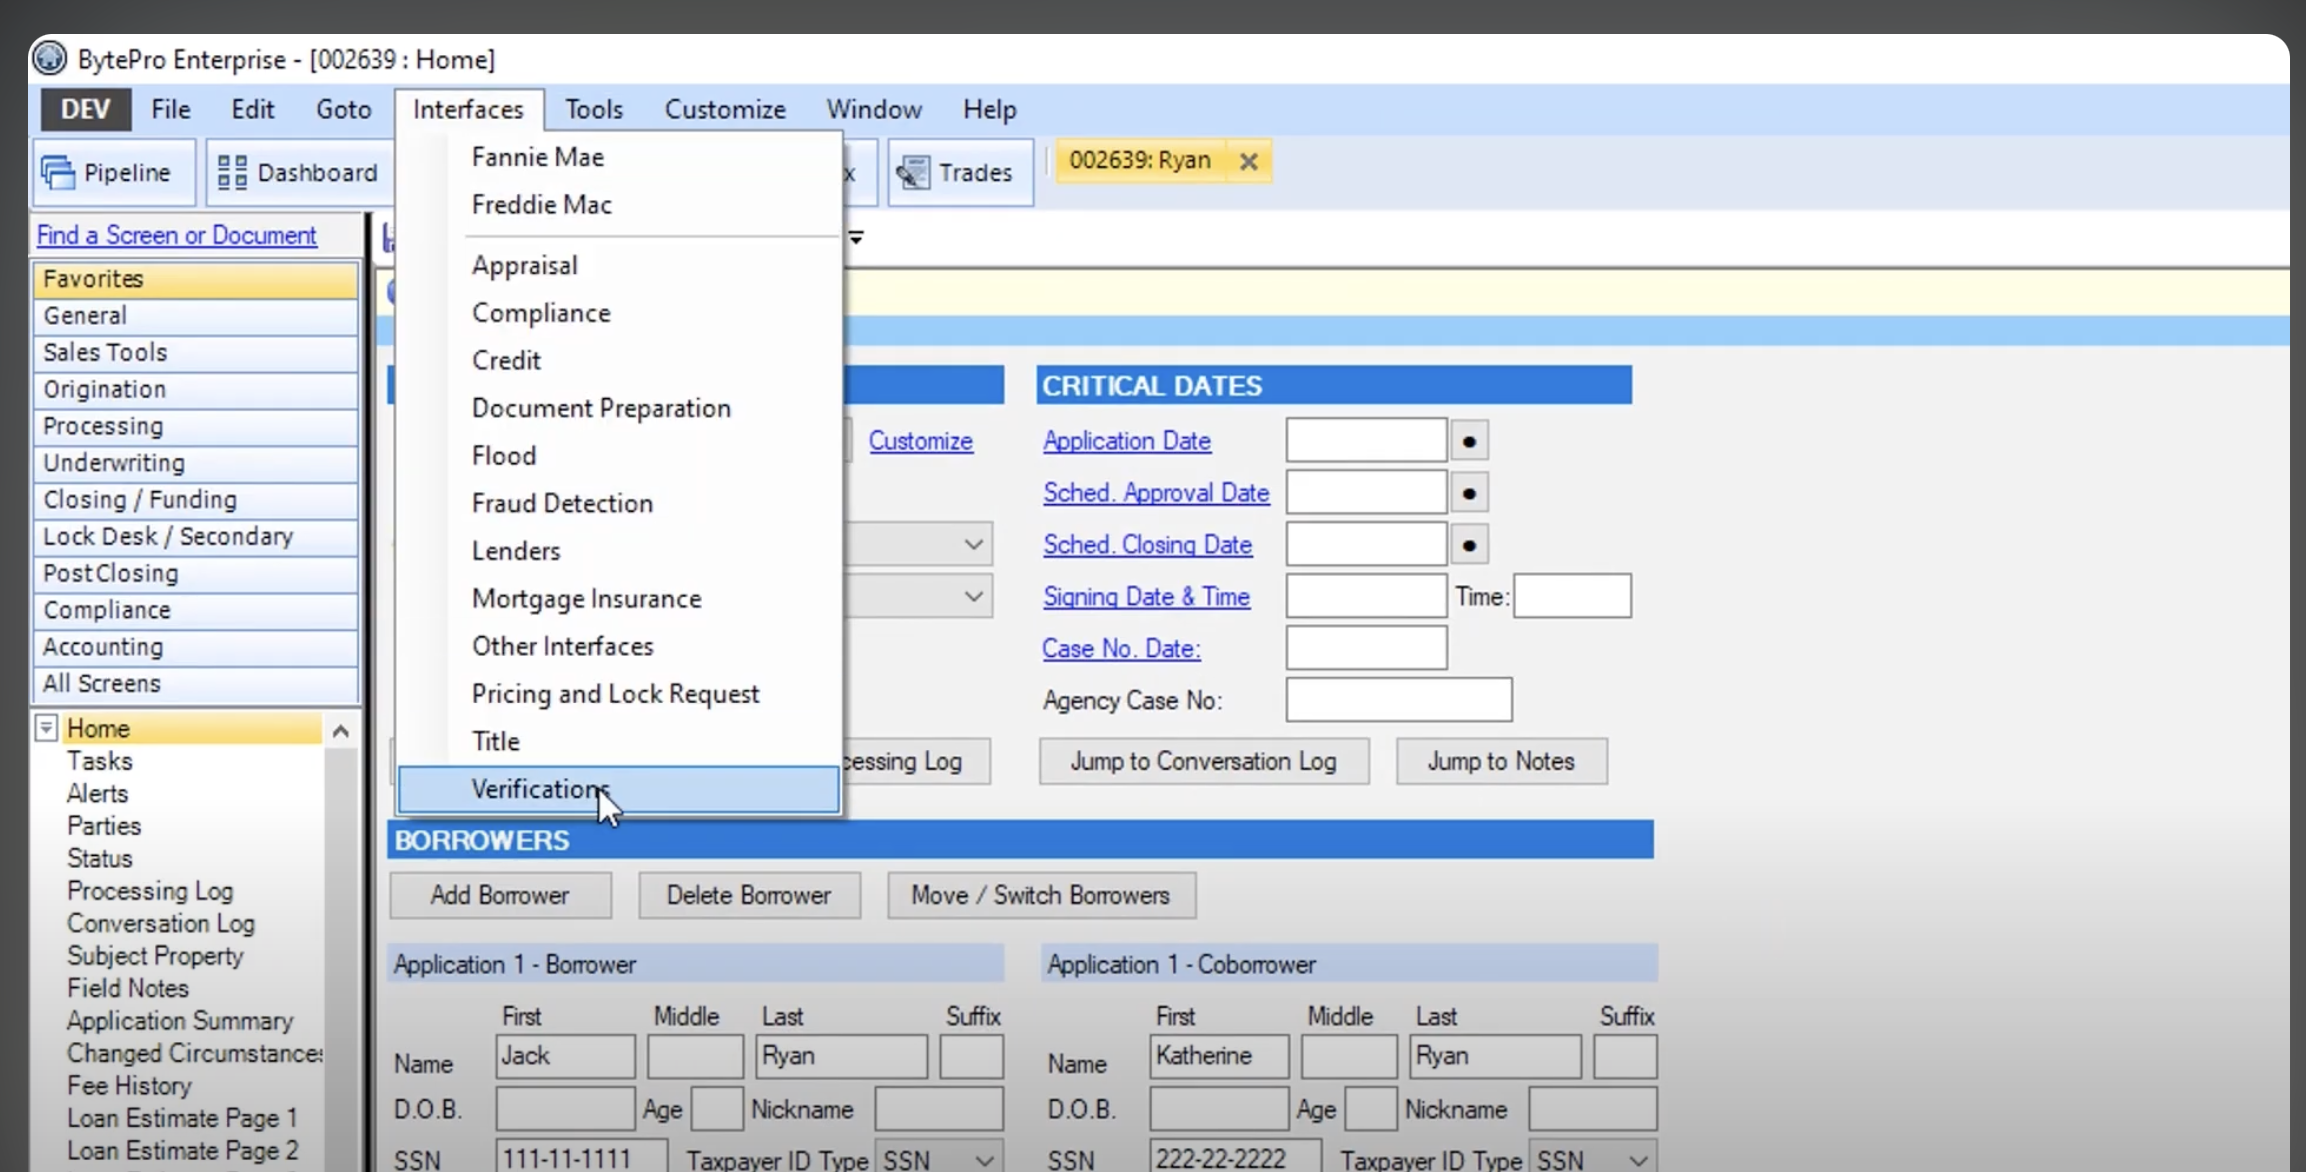 BytePro Enterprise - [002639 : Home]
DEV File Edit Goto Interfaces Tools Customize Window Help
Pipeline Dashboard x Trades 002639: Ryan
Find a Screen or Document
Favorites
General
Sales Tools
Origination
Processing
Underwriting
Closing / Funding
Lock Desk / Secondary
PostClosing
Compliance
Accounting
All Screens
Home
Tasks
Alerts
Parties
Status
Processing Log
Conversation Log
Subject Property
Field Notes
Application Summary
Changed Circumstances
Fee History
Loan Estimate Page 1
Loan Estimate Page 2
Fannie Mae
Freddie Mac
Appraisal
Compliance
Credit
Document Preparation
Flood
Fraud Detection
Lenders
Mortgage Insurance
Other Interfaces
Pricing and Lock Request
Title
Verifications
Customize
cessing Log
CRITICAL DATES
Application Date
Sched. Approval Date
Sched. Closing Date
Signing Date & Time Time:
Case No. Date:
Agency Case No:
Jump to Conversation Log Jump to Notes
BORROWERS
Add Borrower Delete Borrower Move / Switch Borrowers
Application 1 - Borrower
First Middle Last Suffix
Name Jack Ryan
D.O.B. Age Nickname
SSN 111-11-1111 Taxpayer ID Type SSN
Application 1 - Coborrower
First Middle Last Suffix
Name Katherine Ryan
D.O.B. Age Nickname
SSN 222-22-2222 Taxpayer ID Type SSN